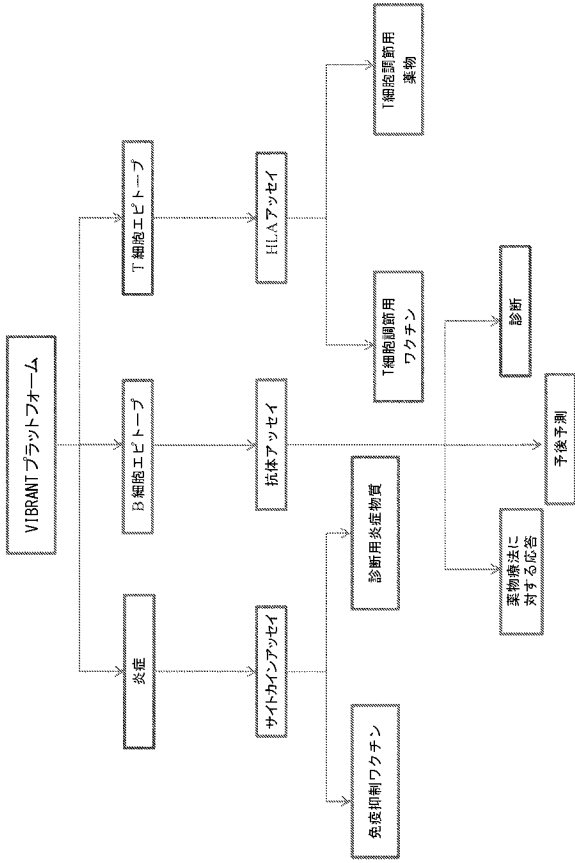 VIBRANTプラットフォーム
炎症
B細胞エピトープ
T細胞エピトープ
サイトカインアッセイ
抗体アッセイ
HLAアッセイ
免疫抑制ワクチン
診断用炎症物質
T細胞調節用
ワクチン
T細胞調節用
薬物
薬物療法に
対する応答
予後予測
診断